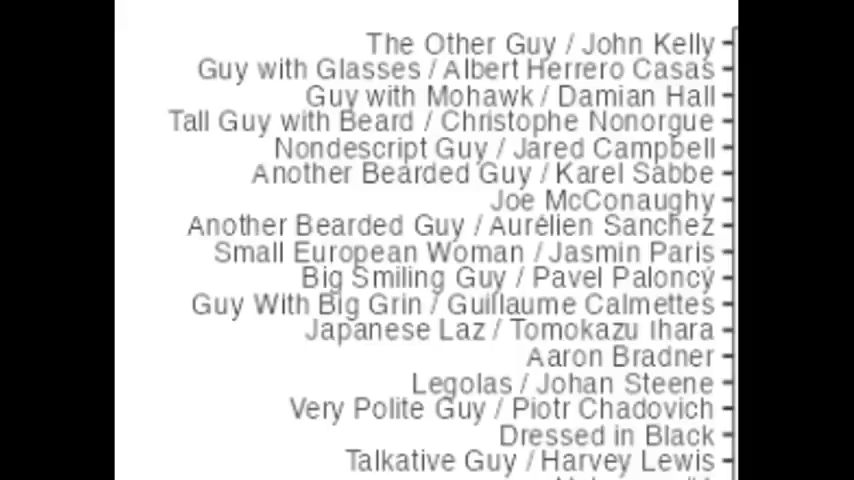 The Other Guy / John Kelly
Guy with Glasses / Albert Herrero Casas
Guy with Mohawk / Damian Hall
Tall Guy with Beard / Christophe Nonorgue
Nondescript Guy / Jared Campbell
Another Bearded Guy / Karel Sabbe
Joe McConaughy
Another Bearded Guy / Aurélien Sanchez
Small European Woman / Jasmin Paris
Big Smiling Guy / Pavel Paloncý
Guy With Big Grin / Guillaume Calmettes
Japanese Laz / Tomokazu Ihara
Aaron Bradner
Legolas / Johan Steene
Very Polite Guy / Piotr Chadovich
Dressed in Black
Talkative Guy / Harvey Lewis